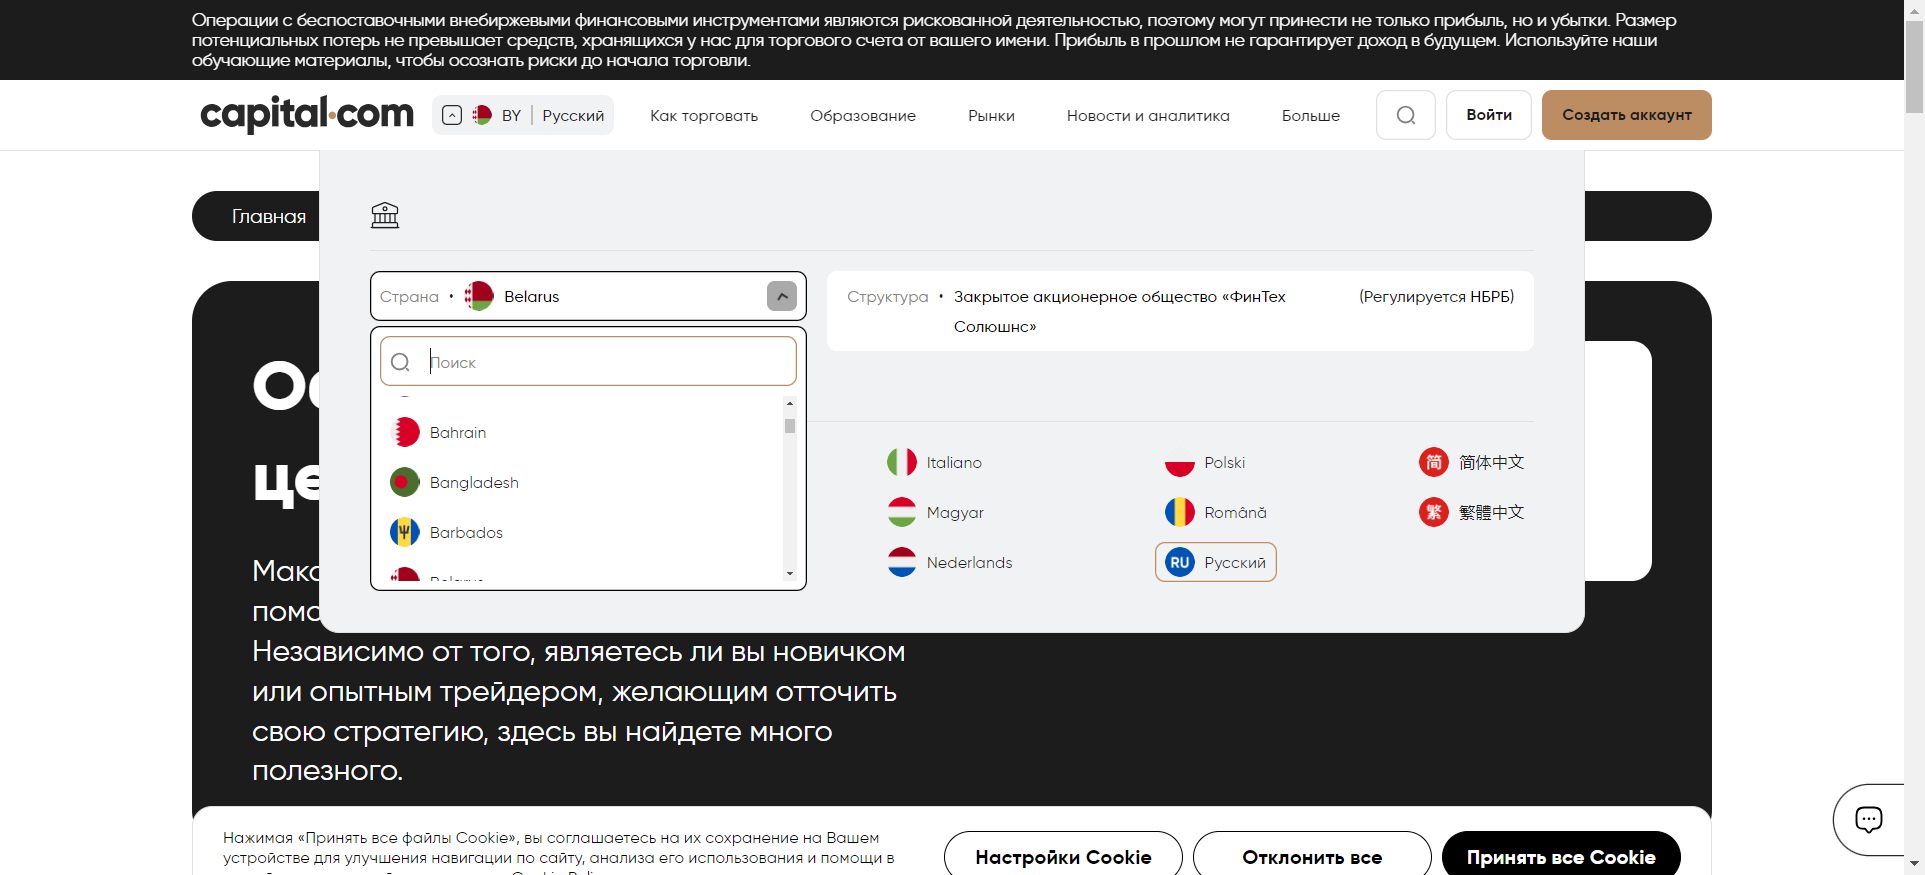 Операции с беспоставочными внебиржевыми финансовыми инструментами являются рискованной деятельностью, поэтому могут принести не только прибыль, но и убытки. Размер
потенциальных потерь не превышает средств, хранящихся у нас для торгового счета от вашего имени. Прибыль в прошлом не гарантирует доход в будущем. Используйте наши
обучающие материалы, чтобы осознать риски до начала торговли.
capital.com
BY | Русский
Как торговать
Образование
Рынки
Новости и аналитика
Больше
Войти
Создать аккаунт
Главная
Страна • Belarus
Структура • Закрытое акционерное общество «ФинТех
Солюшнс»
(Регулируется НБРБ)
Поиск
Bahrain
Bangladesh
Barbados
Belarus
Italiano
Magyar
Nederlands
Polski
Română
RU Русский
简 简体中文
繁 繁體中文
це
Независимо от того, являетесь ли вы новичком
или опытным трейдером, желающим отточить
свою стратегию, здесь вы найдете много
полезного.
Нажимая «Принять все файлы Cookie», вы соглашаетесь на их сохранение на Вашем
устройстве для улучшения навигации по сайту, анализа его использования и помощи в
Настройки Cookie
Отклонить все
Принять все Cookie